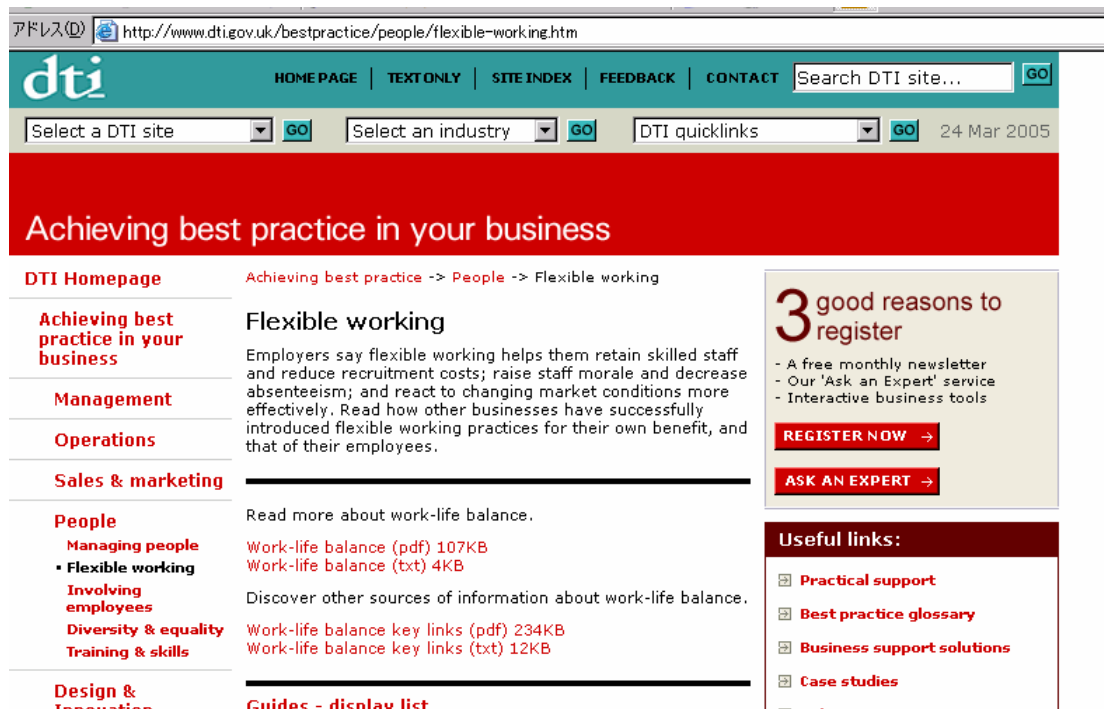 アドレス(D) http://www.dti.gov.uk/bestpractice/people/flexible-working.htm
dti
HOME PAGE | TEXT ONLY | SITE INDEX | FEEDBACK | CONTACT Search DTI site... GO
Select a DTI site GO Select an industry GO DTI quicklinks GO 24 Mar 2005
Achieving best practice in your business
DTI Homepage
Achieving best
practice in your
business
Management
Operations
Sales & marketing
People
Managing people
▪ Flexible working
Involving
employees
Diversity & equality
Training & skills
Design &
Innovation
Achieving best practice -> People -> Flexible working
Flexible working
Employers say flexible working helps them retain skilled staff
and reduce recruitment costs; raise staff morale and decrease
absenteeism; and react to changing market conditions more
effectively. Read how other businesses have successfully
introduced flexible working practices for their own benefit, and
that of their employees.
Read more about work-life balance.
Work-life balance (pdf) 107KB
Work-life balance (txt) 4KB
Discover other sources of information about work-life balance.
Work-life balance key links (pdf) 234KB
Work-life balance key links (txt) 12KB
Guides - display list
3 good reasons to
register
- A free monthly newsletter
- Our 'Ask an Expert' service
- Interactive business tools
REGISTER NOW →
ASK AN EXPERT →
Useful links:
Practical support
Best practice glossary
Business support solutions
Case studies